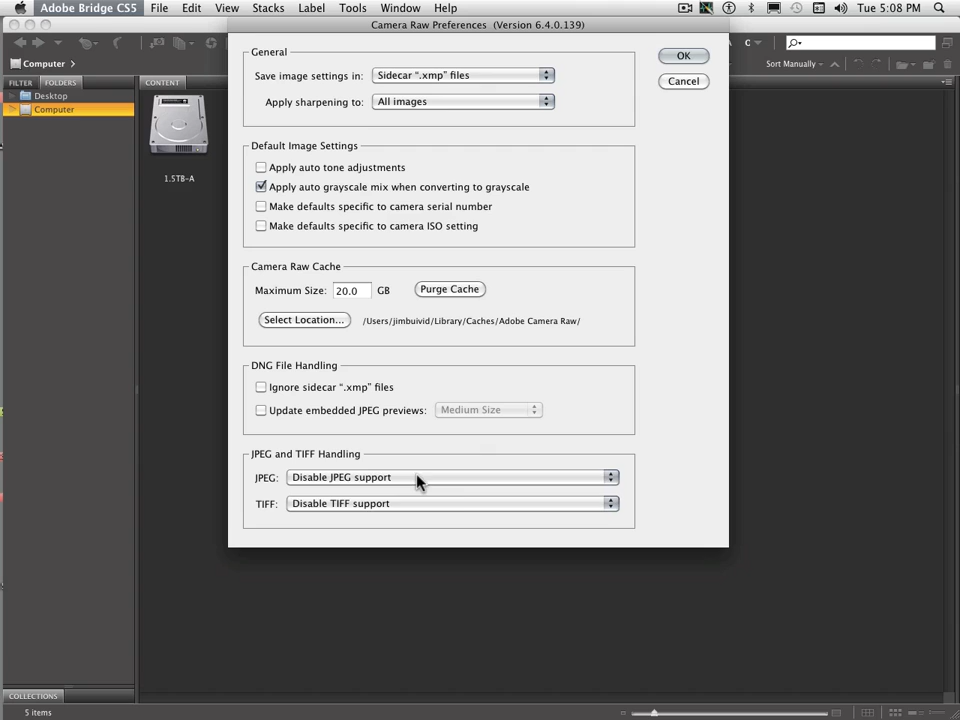 Adobe Bridge CS5 File Edit View Stacks Label Tools Window Help Tue 5:08 PM
Camera Raw Preferences (Version 6.4.0.139)
Computer
Sort Manually
FILTER FOLDERS CONTENT
Desktop
Computer
1.5TB-A
General
Save image settings in: Sidecar “.xmp” files
Apply sharpening to: All images
OK
Cancel
Default Image Settings
Apply auto tone adjustments
Apply auto grayscale mix when converting to grayscale
Make defaults specific to camera serial number
Make defaults specific to camera ISO setting
Camera Raw Cache
Maximum Size: 20.0 GB Purge Cache
Select Location... /Users/jimbuivid/Library/Caches/Adobe Camera Raw/
DNG File Handling
Ignore sidecar “.xmp” files
Update embedded JPEG previews: Medium Size
JPEG and TIFF Handling
JPEG: Disable JPEG support
TIFF: Disable TIFF support
COLLECTIONS
5 items